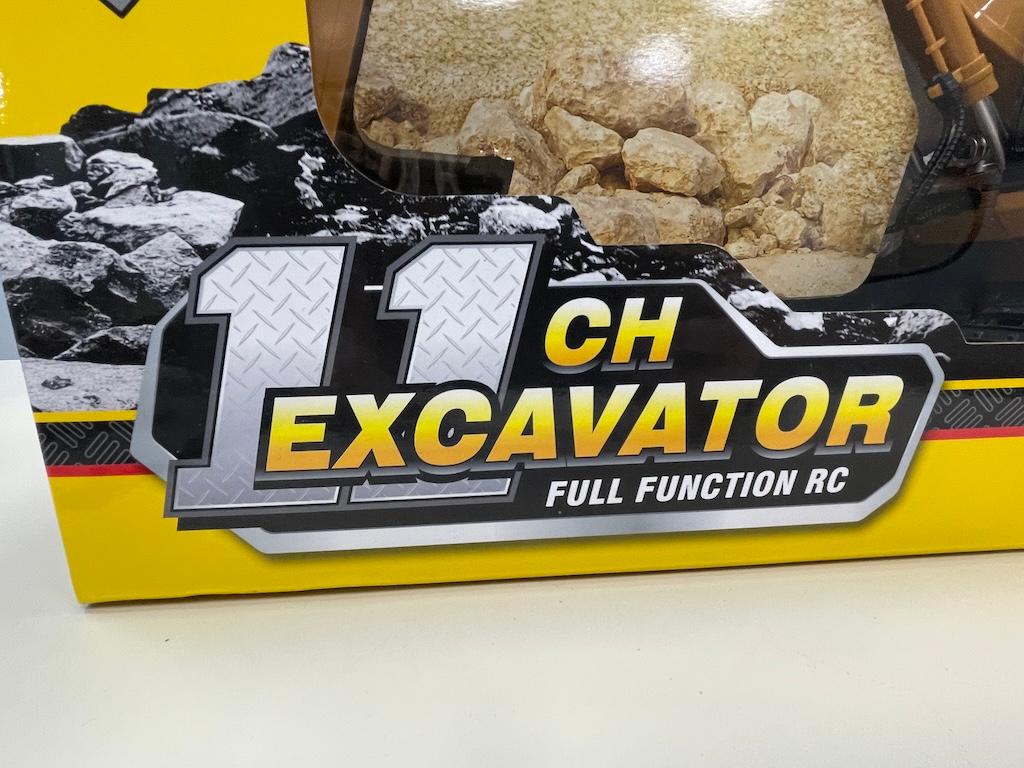 11 CH
EXCAVATOR
FULL FUNCTION RC